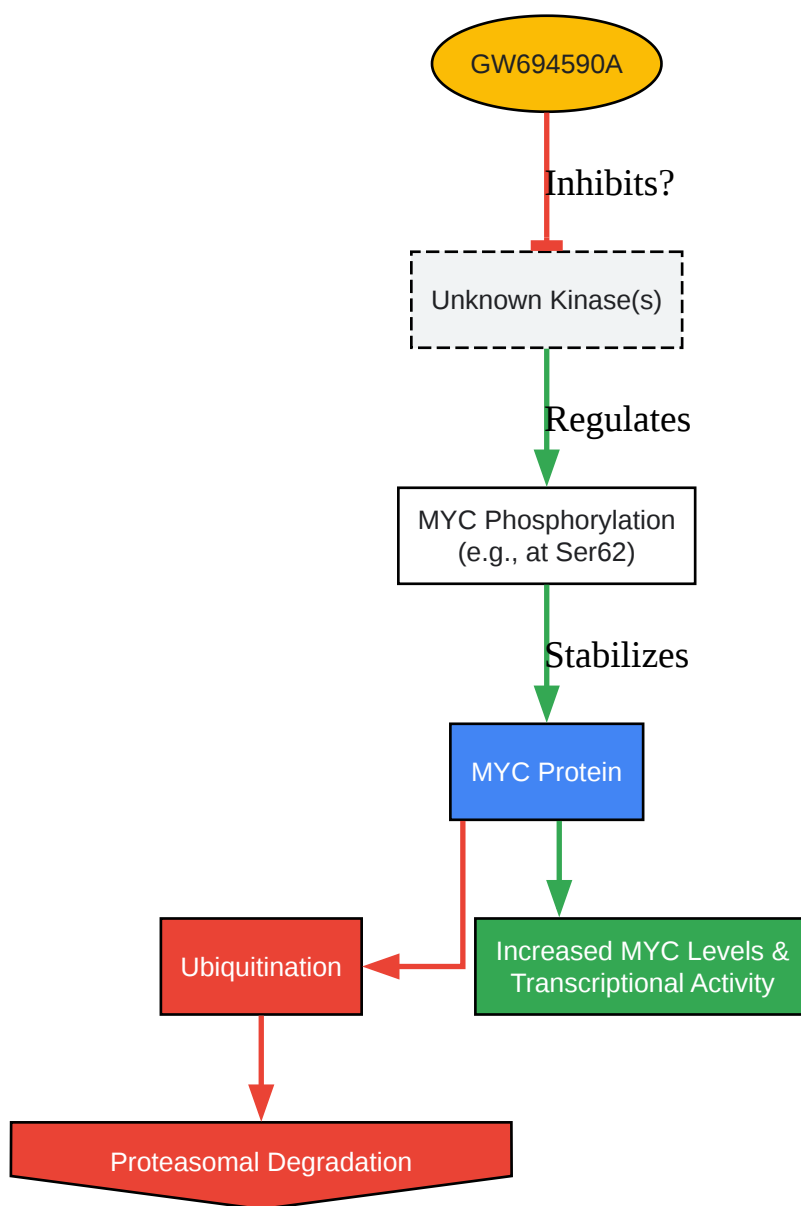 GW694590A
Inhibits?
Unknown Kinase(s)
Regulates
MYC Phosphorylation
(e.g., at Ser62)
Stabilizes
MYC Protein
Ubiquitination
Increased MYC Levels &
Transcriptional Activity
Proteasomal Degradation